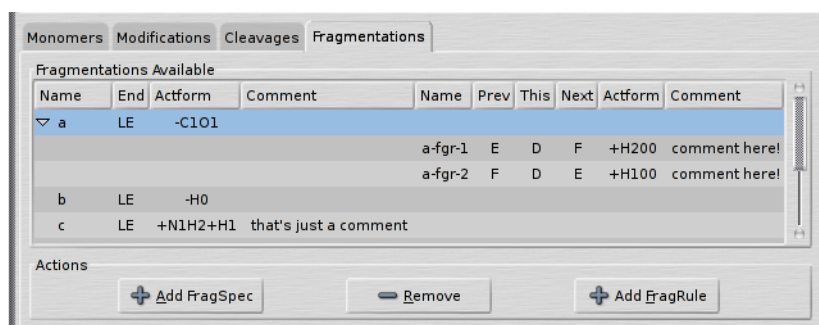 Monomers Modifications Cleavages Fragmentations
Fragmentations Available
Name End Actform Comment Name Prev This Next Actform Comment
a LE -C1O1
a-fgr-1 E D F +H200 comment here!
a-fgr-2 F D E +H100 comment here!
b LE -H0
c LE +N1H2+H1 that's just a comment
Actions
Add FragSpec Remove Add FragRule